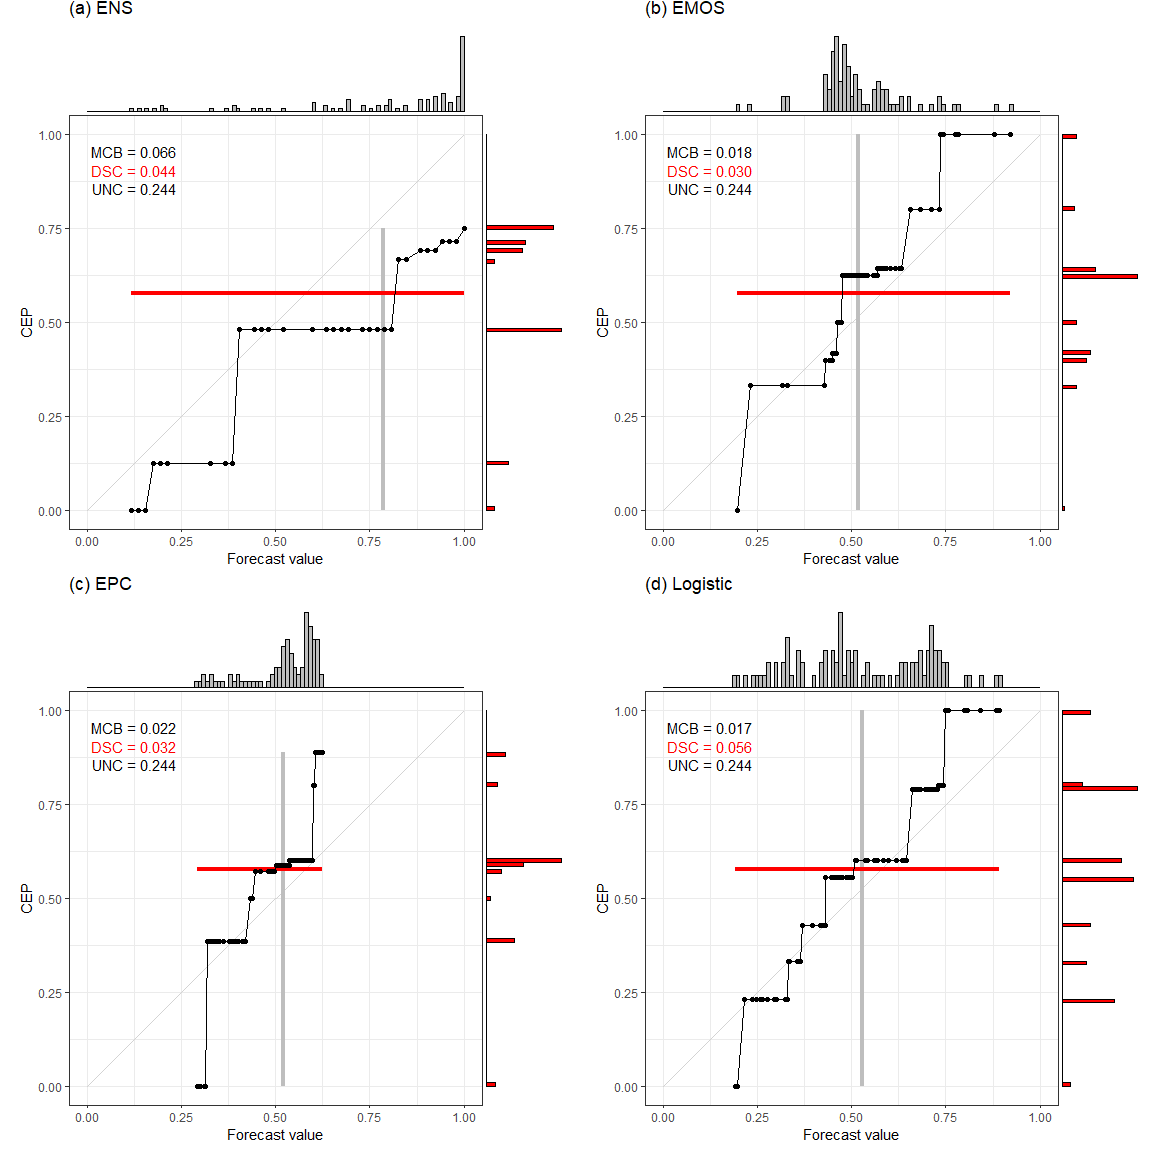 (a) ENS
MCB = 0.066
DSC = 0.044
UNC = 0.244
CEP
1.00
0.75
0.50
0.25
0.00
0.00 0.25 0.50 0.75 1.00
Forecast value
(b) EMOS
MCB = 0.018
DSC = 0.030
UNC = 0.244
CEP
1.00
0.75
0.50
0.25
0.00
0.00 0.25 0.50 0.75 1.00
Forecast value
(c) EPC
MCB = 0.022
DSC = 0.032
UNC = 0.244
CEP
1.00
0.75
0.50
0.25
0.00
0.00 0.25 0.50 0.75 1.00
Forecast value
(d) Logistic
MCB = 0.017
DSC = 0.056
UNC = 0.244
CEP
1.00
0.75
0.50
0.25
0.00
0.00 0.25 0.50 0.75 1.00
Forecast value